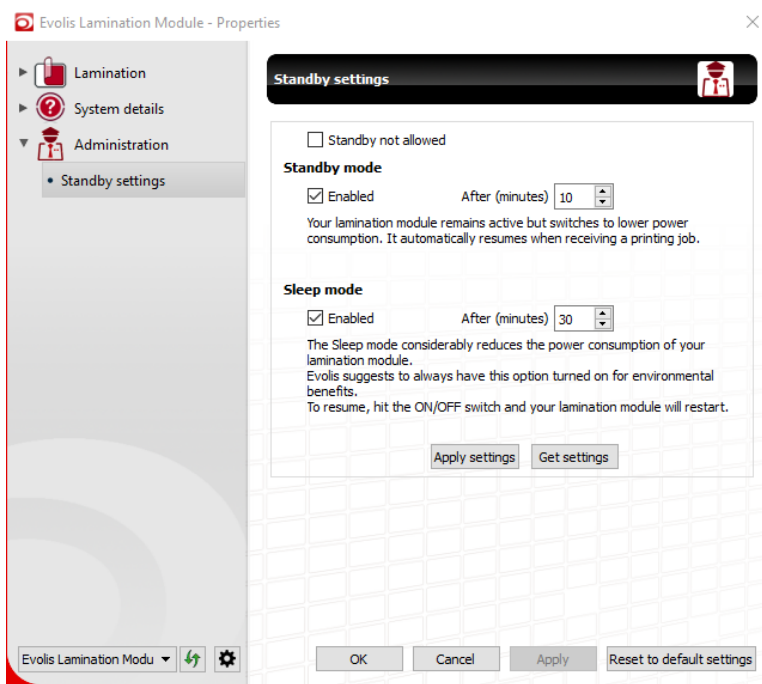 Evolis Lamination Module - Properties
Lamination
System details
Administration
• Standby settings
Standby settings
Standby not allowed
Standby mode
Enabled After (minutes) 10
Your lamination module remains active but switches to lower power
consumption. It automatically resumes when receiving a printing job.
Sleep mode
Enabled After (minutes) 30
The Sleep mode considerably reduces the power consumption of your
lamination module.
Evolis suggests to always have this option turned on for environmental
benefits.
To resume, hit the ON/OFF switch and your lamination module will restart.
Apply settings Get settings
Evolis Lamination Modu OK Cancel Apply Reset to default settings